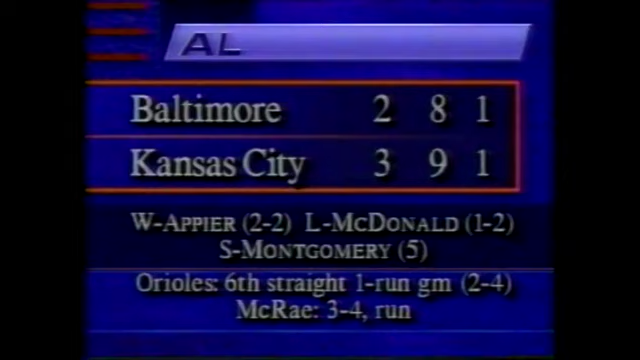 AL
Baltimore 2 8 1
Kansas City 3 9 1
W-APPIER (2-2) L-MCDONALD (1-2)
S-MONTGOMERY (5)
Orioles: 6th straight 1-run gm (2-4)
McRae: 3-4, run